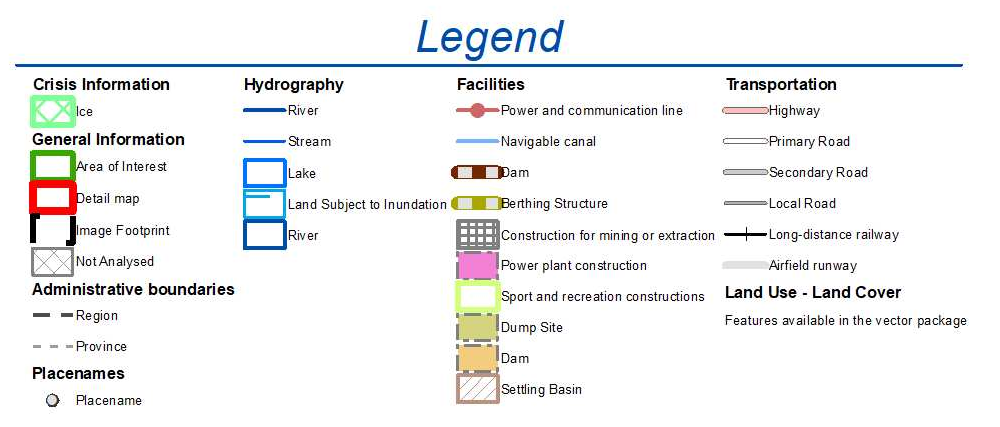 Legend
Crisis Information
Ice
General Information
Area of Interest
Detail map
Image Footprint
Not Analysed
Administrative boundaries
Region
Province
Placenames
Placename
Hydrography
River
Stream
Lake
Land Subject to Inundation
River
Facilities
Power and communication line
Navigable canal
Dam
Berthing Structure
Construction for mining or extraction
Power plant construction
Sport and recreation constructions
Dump Site
Dam
Settling Basin
Transportation
Highway
Primary Road
Secondary Road
Local Road
Long-distance railway
Airfield runway
Land Use - Land Cover
Features available in the vector package